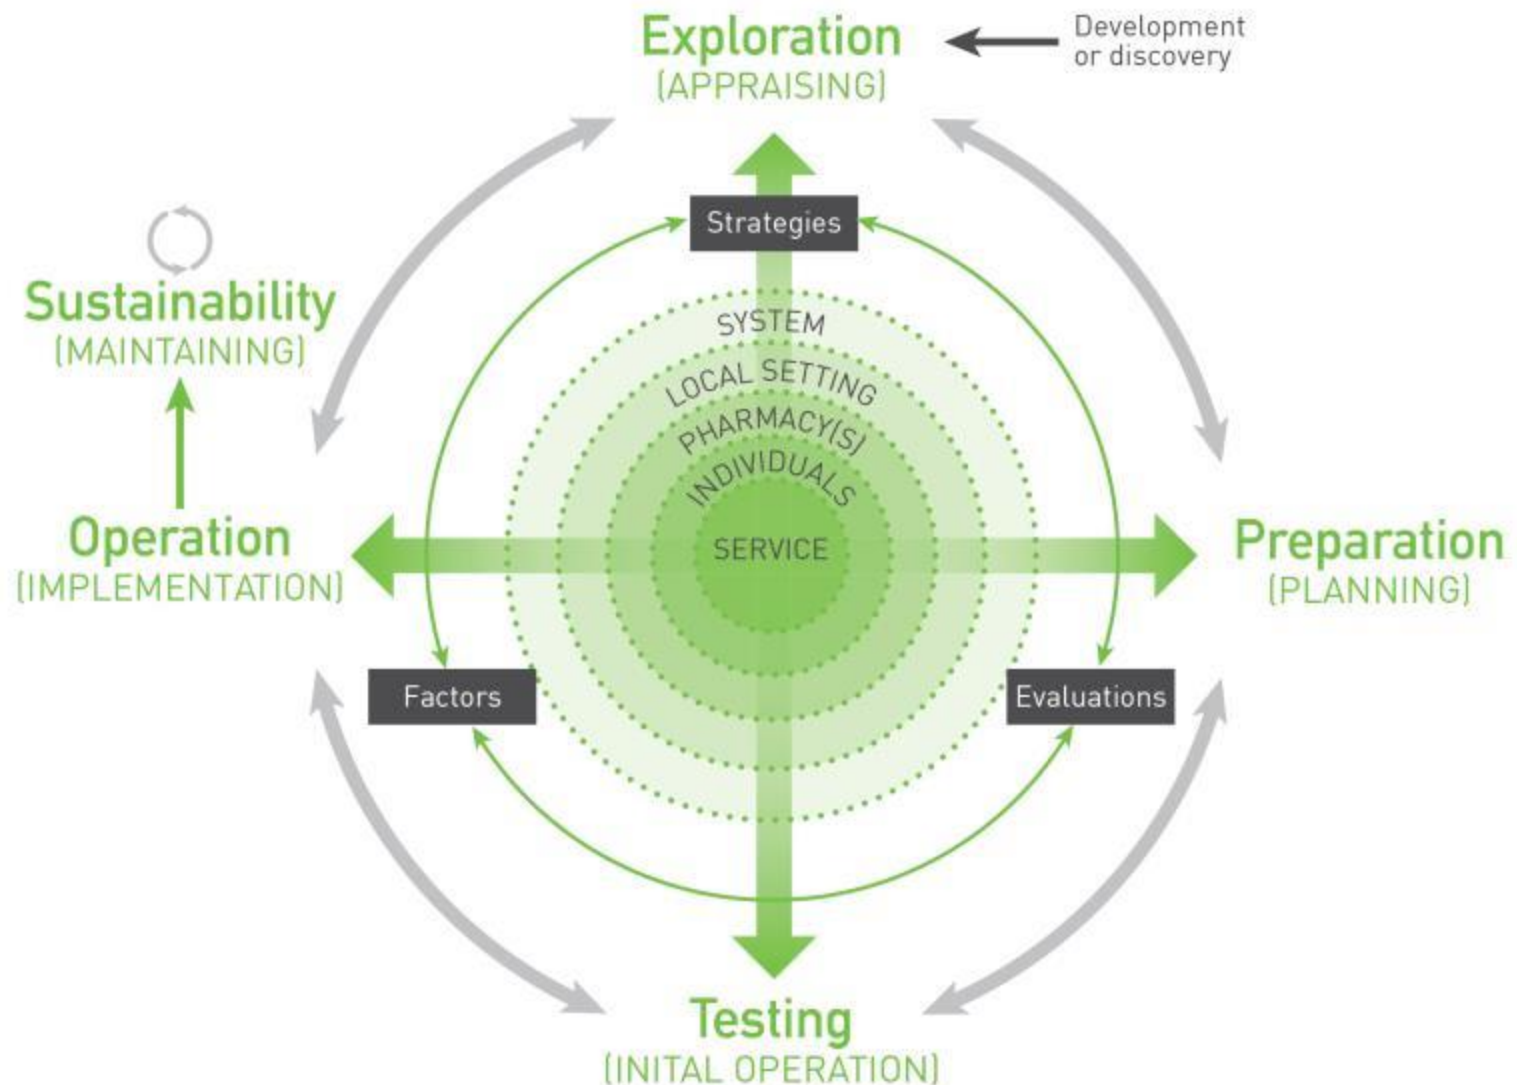 Exploration
(APPRAISING)
Development
or discovery
Strategies
Sustainability
(MAINTAINING)
SYSTEM
LOCAL SETTING
PHARMACY(S)
INDIVIDUALS
SERVICE
Operation
(IMPLEMENTATION)
Preparation
(PLANNING)
Factors
Evaluations
Testing
(INITAL OPERATION)